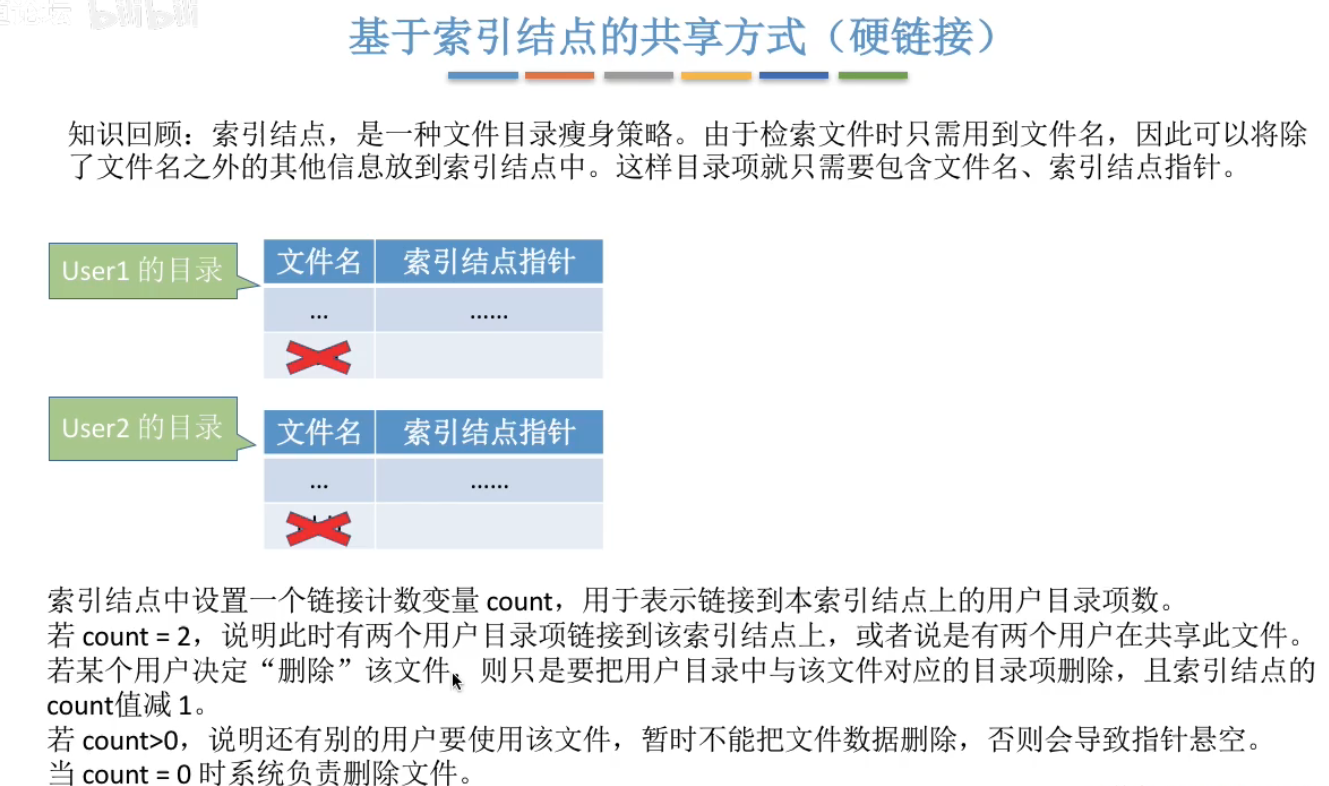 bilibili
基于索引结点的共享方式（硬链接）
知识回顾：索引结点，是一种文件目录瘦身策略。由于检索文件时只需用到文件名，因此可以将除
了文件名之外的其他信息放到索引结点中。这样目录项就只需要包含文件名、索引结点指针。
User1 的目录
文件名 索引结点指针
... ......
User2 的目录
文件名 索引结点指针
... ......
索引结点中设置一个链接计数变量 count，用于表示链接到本索引结点上的用户目录项数。
若 count = 2，说明此时有两个用户目录项链接到该索引结点上，或者说是有两个用户在共享此文件。
若某个用户决定“删除”该文件，则只是要把用户目录中与该文件对应的目录项删除，且索引结点的
count值减 1。
若 count>0，说明还有别的用户要使用该文件，暂时不能把文件数据删除，否则会导致指针悬空。
当 count = 0 时系统负责删除文件。